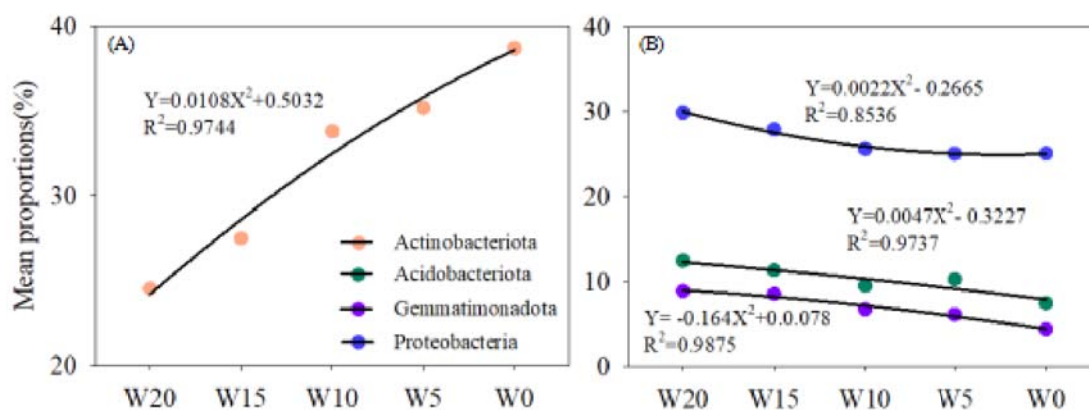 Mean proportions(%)
40
30
20
(A)
Y=0.0108X²+0.5032
R²=0.9744
Actinobacteriota
Acidobacteriota
Gemmatimonadota
Proteobacteria
W20 W15 W10 W5 W0
40
30
20
10
0
(B)
Y=0.0022X²- 0.2665
R²=0.8536
Y=0.0047X²- 0.3227
R²=0.9737
Y= -0.164X²+0.0.078
R²=0.9875
W20 W15 W10 W5 W0